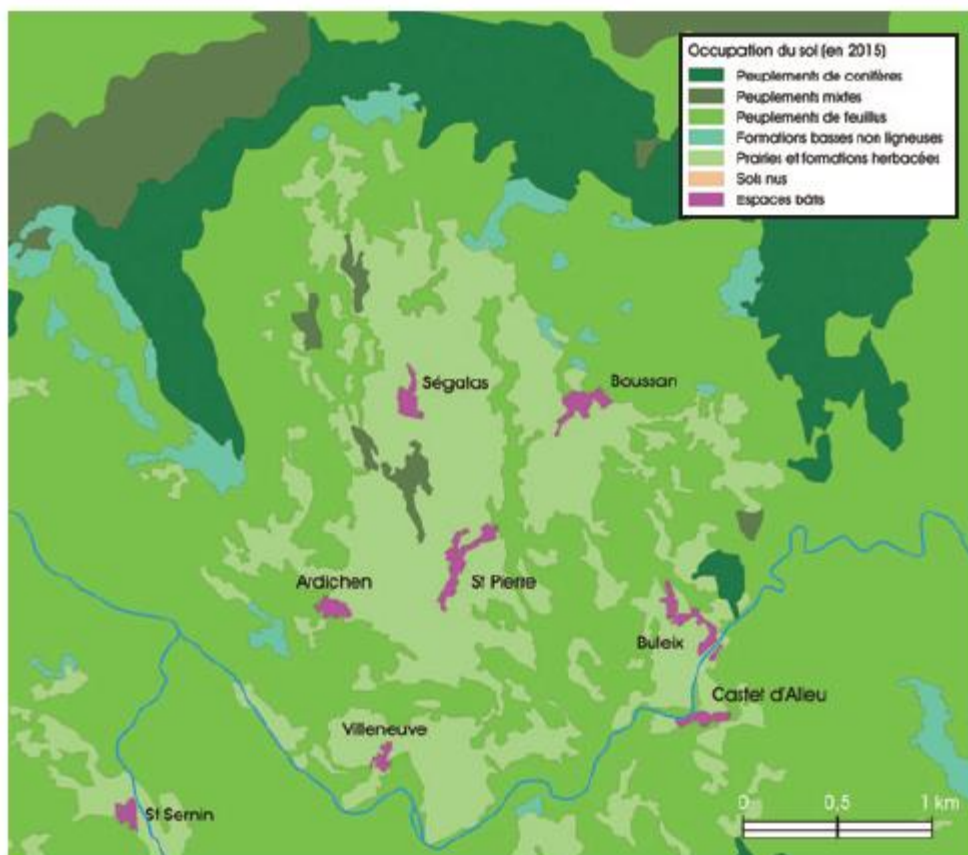 Occupation du sol (en 2015)
Peuplements de conifères
Peuplements mixtes
Peuplements de feuillus
Formations basses non ligneuses
Prairies et formations herbacées
Sols nus
Espaces bâtis
Ségalas
Boussan
Ardichen
St Pierre
Buleix
Castet d'Alleu
Villeneuve
St Sernin
0 0,5 1 km